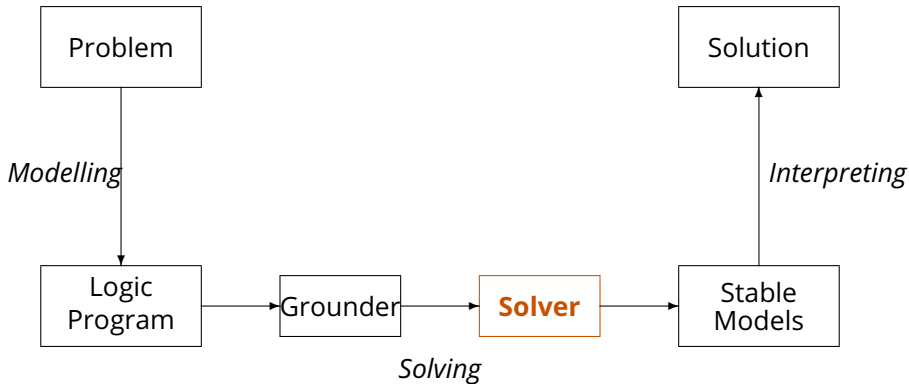 Problem
Solution
Modelling
Interpreting
Logic
Program
Grounder
Solver
Stable
Models
Solving